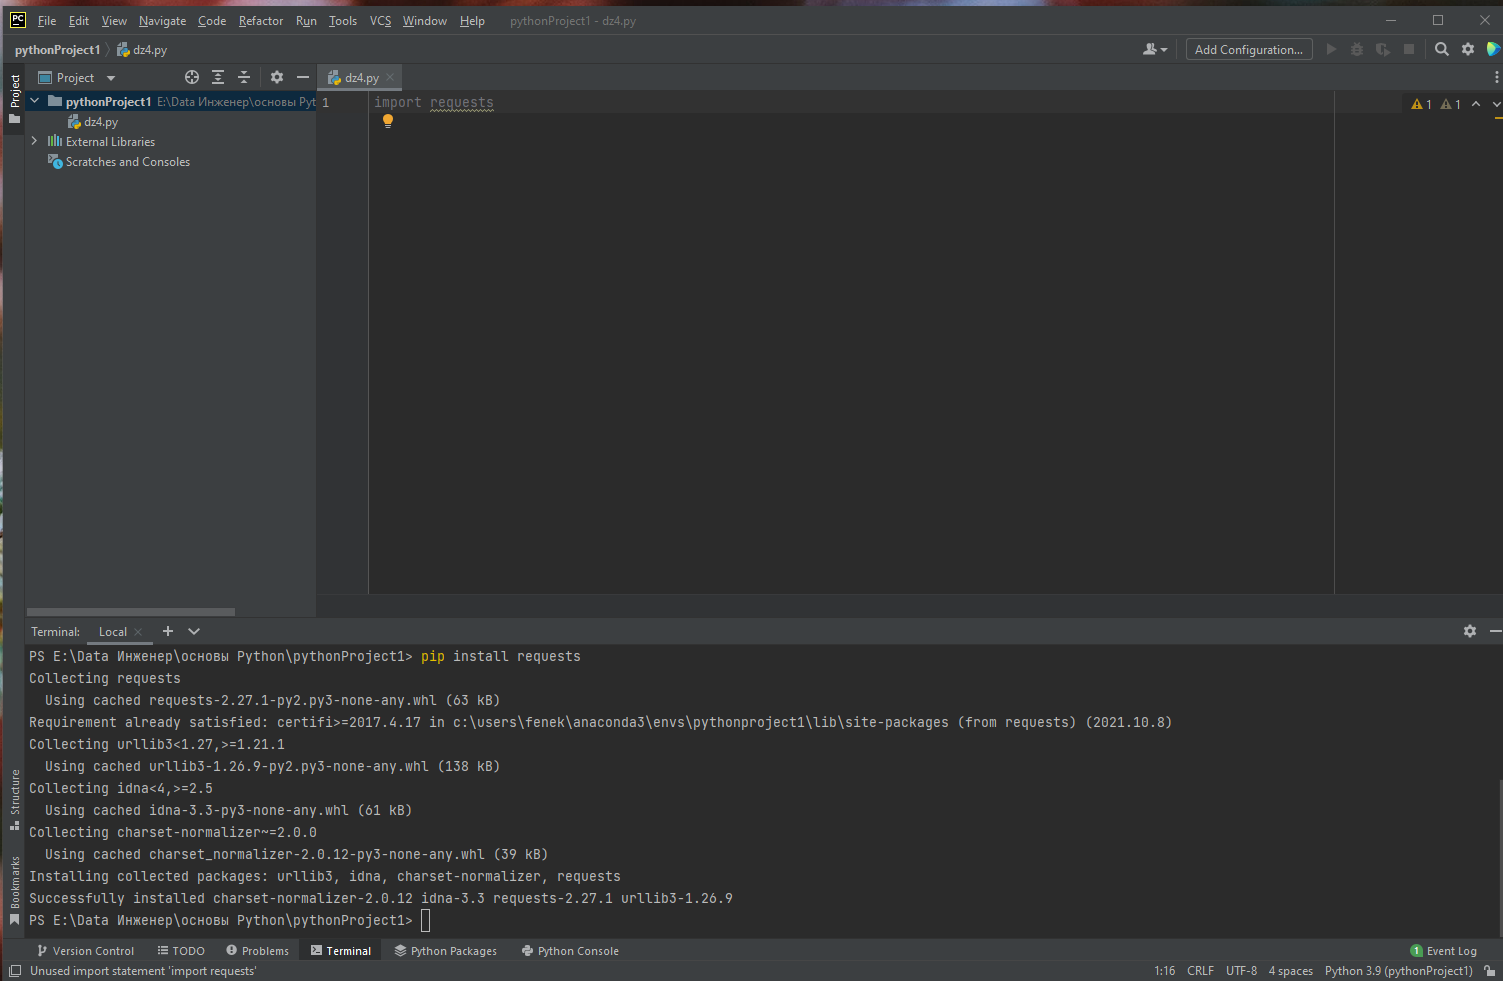 PC File Edit View Navigate Code Refactor Run Tools VCS Window Help pythonProject1 - dz4.py
pythonProject1 dz4.py Add Configuration...
Project Project dz4.py
pythonProject1 E:\Data Инженер\основы Pyt
dz4.py
External Libraries
Scratches and Consoles
1 import requests 1 1
Terminal: Local
PS E:\Data Инженер\основы Python\pythonProject1> pip install requests
Collecting requests
Using cached requests-2.27.1-py2.py3-none-any.whl (63 kB)
Requirement already satisfied: certifi>=2017.4.17 in c:\users\fenek\anaconda3\envs\pythonproject1\lib\site-packages (from requests) (2021.10.8)
Collecting urllib3<1.27,>=1.21.1
Using cached urllib3-1.26.9-py2.py3-none-any.whl (138 kB)
Collecting idna<4,>=2.5
Using cached idna-3.3-py3-none-any.whl (61 kB)
Collecting charset-normalizer~=2.0.0
Using cached charset_normalizer-2.0.12-py3-none-any.whl (39 kB)
Installing collected packages: urllib3, idna, charset-normalizer, requests
Successfully installed charset-normalizer-2.0.12 idna-3.3 requests-2.27.1 urllib3-1.26.9
PS E:\Data Инженер\основы Python\pythonProject1>
Structure
Bookmarks
Version Control TODO Problems Terminal Python Packages Python Console 1 Event Log
Unused import statement 'import requests' 1:16 CRLF UTF-8 4 spaces Python 3.9 (pythonProject1)